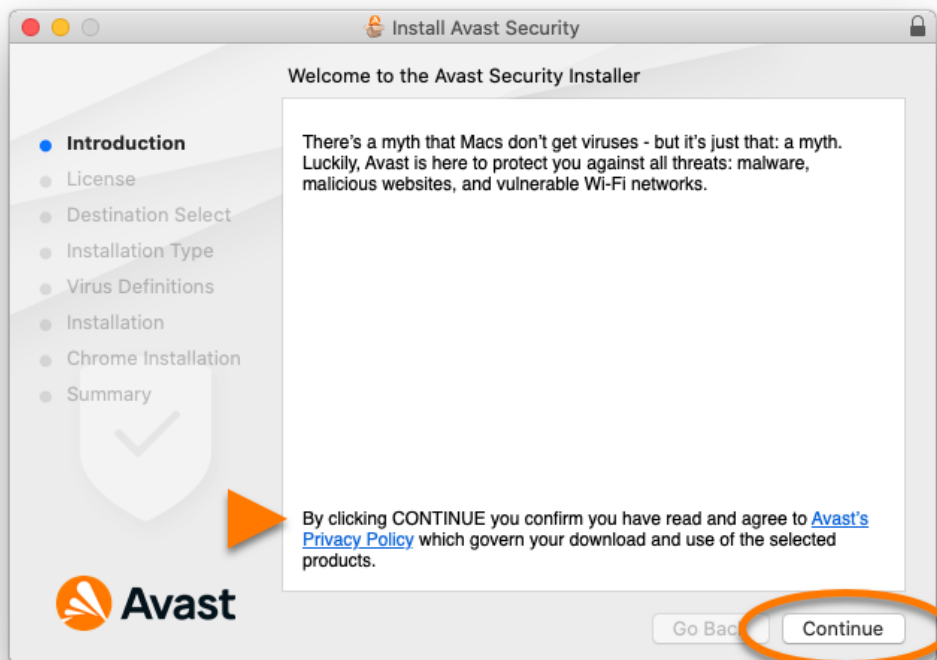 Install Avast Security
Welcome to the Avast Security Installer
Introduction
License
Destination Select
Installation Type
Virus Definitions
Installation
Chrome Installation
Summary
There's a myth that Macs don't get viruses - but it's just that: a myth.
Luckily, Avast is here to protect you against all threats: malware,
malicious websites, and vulnerable Wi-Fi networks.
By clicking CONTINUE you confirm you have read and agree to Avast's
Privacy Policy which govern your download and use of the selected
products.
Avast
Go Back
Continue